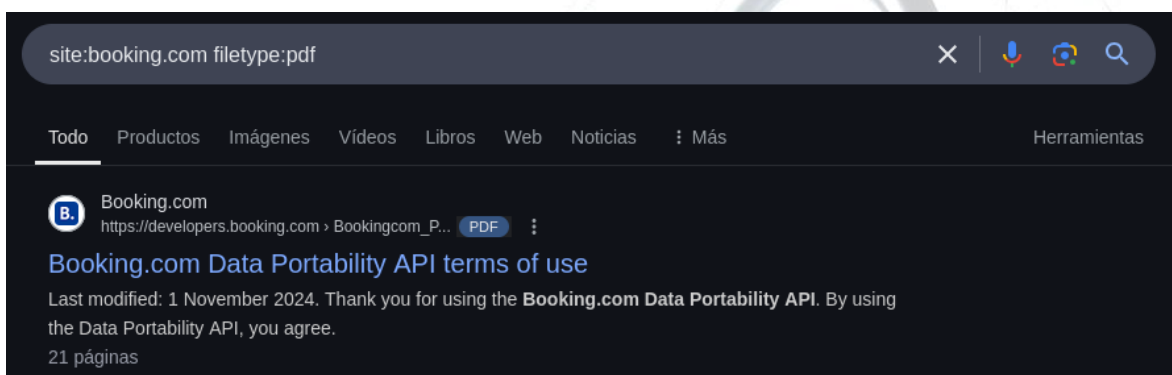 site:booking.com filetype:pdf
Todo Productos Imágenes Vídeos Libros Web Noticias Más Herramientas
B.
Booking.com
https://developers.booking.com › Bookingcom_P... PDF
Booking.com Data Portability API terms of use
Last modified: 1 November 2024. Thank you for using the Booking.com Data Portability API. By using
the Data Portability API, you agree.
21 páginas